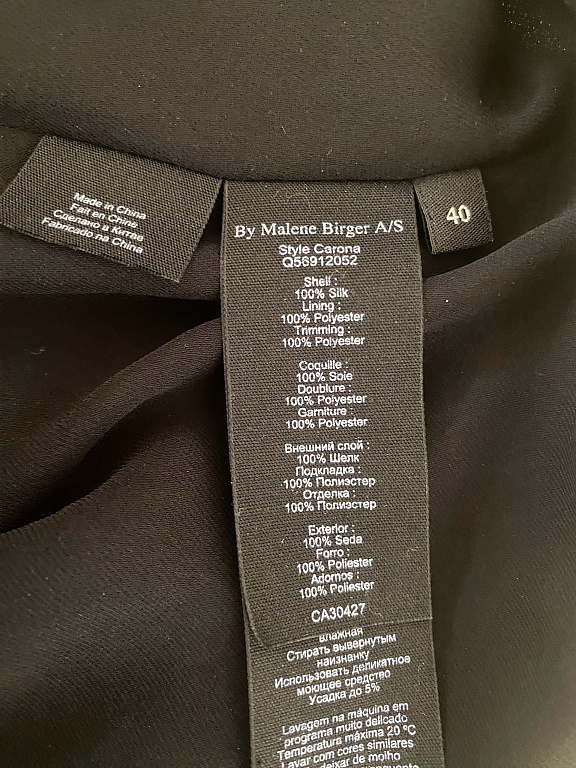 Made in China
Fait en Chine
Сделано в Китае
Fabricado na China
By Malene Birger A/S
Style Carona
Q56912052
Shell :
100% Silk
Lining :
100% Polyester
Trimming :
100% Polyester
Coquille :
100% Soie
Doublure :
100% Polyester
Garniture :
100% Polyester
Внешний слой :
100% Шелк
Подкладка :
100% Полиэстер
Отделка :
100% Полиэстер
Exterior :
100% Seda
Forro :
100% Poliester
Adornos :
100% Poliester
CA30427
влажная
Стирать вывернутым
наизнанку
Использовать деликатное
моющее средство
Усадка до 5%
Lavagem na máquina em
programa muito delicado
Temperatura máxima 20 ºC
Lavar com cores similares
deixar de molho
40